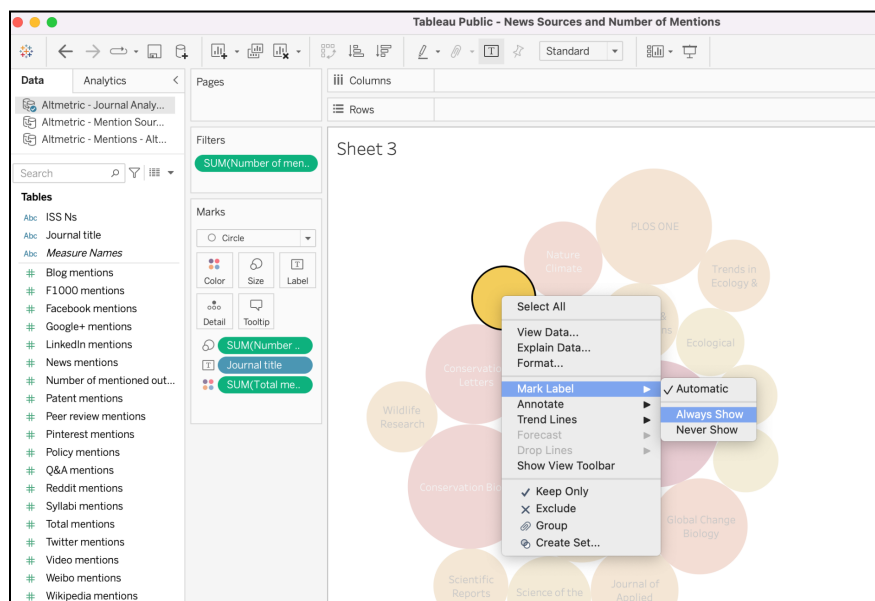 Tableau Public - News Sources and Number of Mentions
Standard
Data
Analytics
Altmetric - Journal Analy...
Altmetric - Mention Sour...
Altmetric - Mentions - Alt...
Search
Tables
Abc ISS Ns
Abc Journal title
Abc Measure Names
# Blog mentions
# F1000 mentions
# Facebook mentions
# Google+ mentions
# LinkedIn mentions
# News mentions
# Number of mentioned out...
# Patent mentions
# Peer review mentions
# Pinterest mentions
# Policy mentions
# Q&A mentions
# Reddit mentions
# Syllabi mentions
# Total mentions
# Twitter mentions
# Video mentions
# Weibo mentions
# Wikipedia mentions
Pages
Filters
SUM(Number of men..
Marks
Circle
Color
Size
Label
Detail
Tooltip
SUM(Number ..
Journal title
SUM(Total me..
Columns
Rows
Sheet 3
PLOS ONE
Nature
Climate
Trends in
Ecology &
Ecological
Conservation
Letters
Wildlife
Research
Conservation Bio
Global Change
Biology
Scientific
Reports
Science of the
Journal of
Applied
Select All
View Data...
Explain Data...
Format...
Mark Label
Annotate
Trend Lines
Forecast
Drop Lines
Show View Toolbar
Keep Only
Exclude
Group
Create Set...
Automatic
Always Show
Never Show